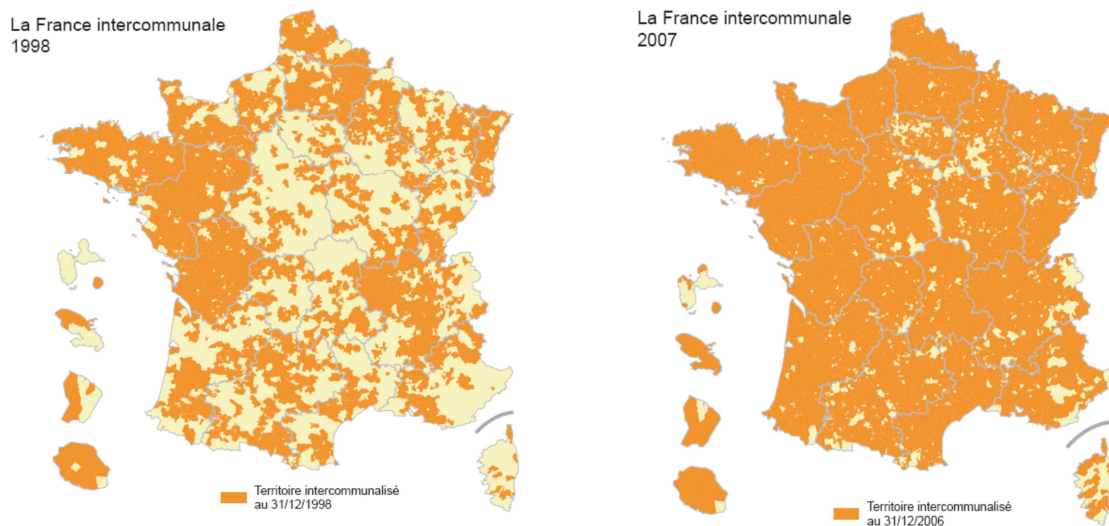 La France intercommunale
1998
Territoire intercommunalisé
au 31/12/1998
La France intercommunale
2007
Territoire intercommunalisé
au 31/12/2006